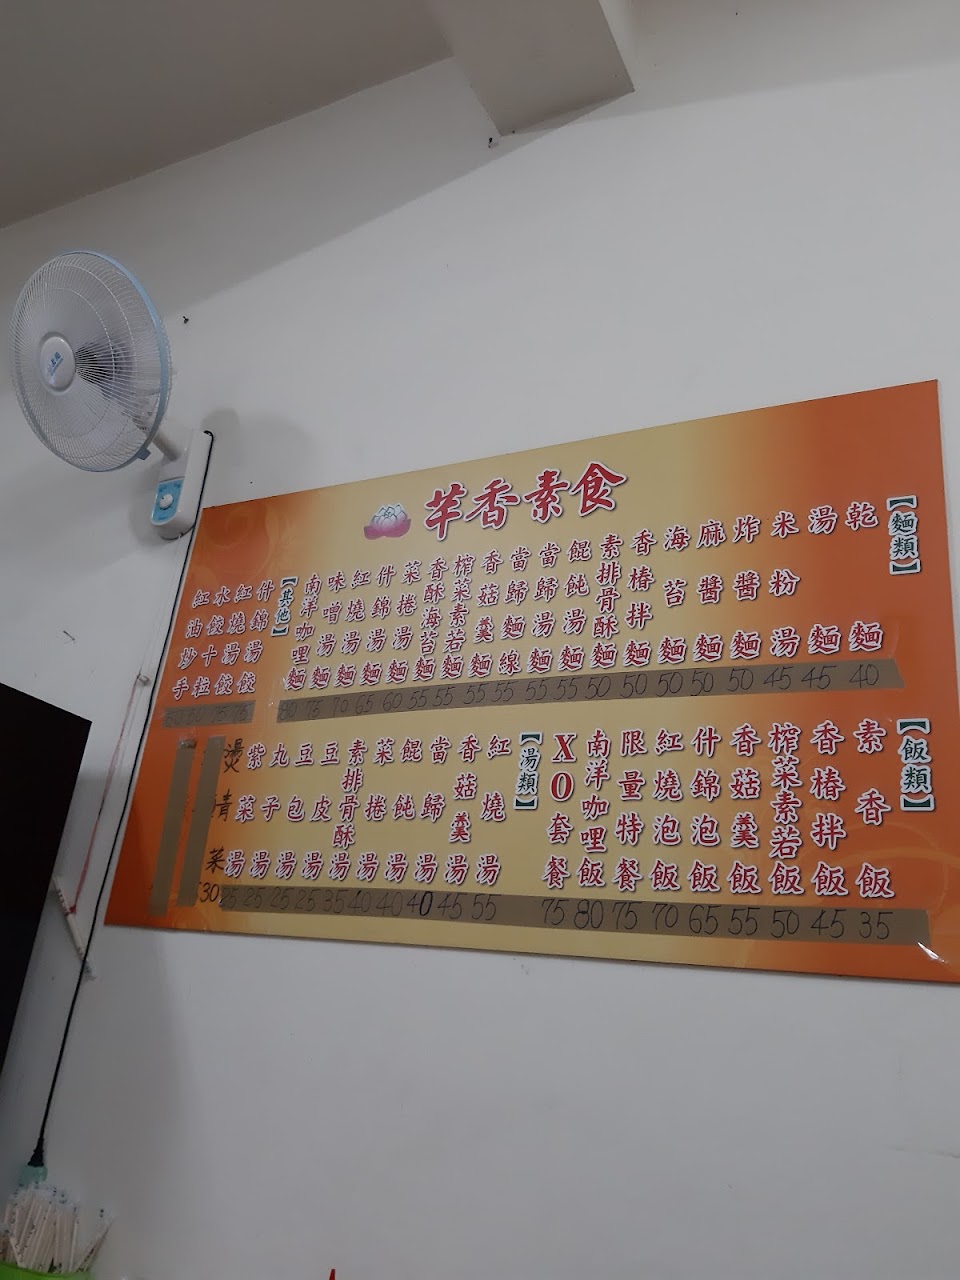 芊香素食
【麵類】
乾麵 40
湯麵 45
米粉湯 45
炸醬麵 50
麻醬麵 50
海苔麵 50
香椿拌麵 50
素排骨酥麵 50
餛飩湯麵 55
當歸湯麵 55
當歸麵線 55
香菇羹麵 55
榨菜素若麵 55
香酥海苔麵 55
菜捲湯麵 60
什錦湯麵 65
紅燒湯麵 70
味噌湯麵 75
南洋咖哩麵 80
【其他】
什錦湯餃 75
紅燒湯餃 75
水餃十粒 50
紅油炒手 60
【飯類】
素香飯 35
香椿拌飯 45
榨菜素若飯 50
香菇羹飯 55
什錦泡飯 65
紅燒泡飯 70
限量特餐 75
南洋咖哩飯 80
XO套餐 75
【湯類】
紅燒湯 55
香菇羹湯 45
當歸湯 40
餛飩湯 40
菜捲湯 40
素排骨酥湯 35
豆皮湯 25
豆包湯 25
丸子湯 25
紫菜湯 25
燙青菜 30